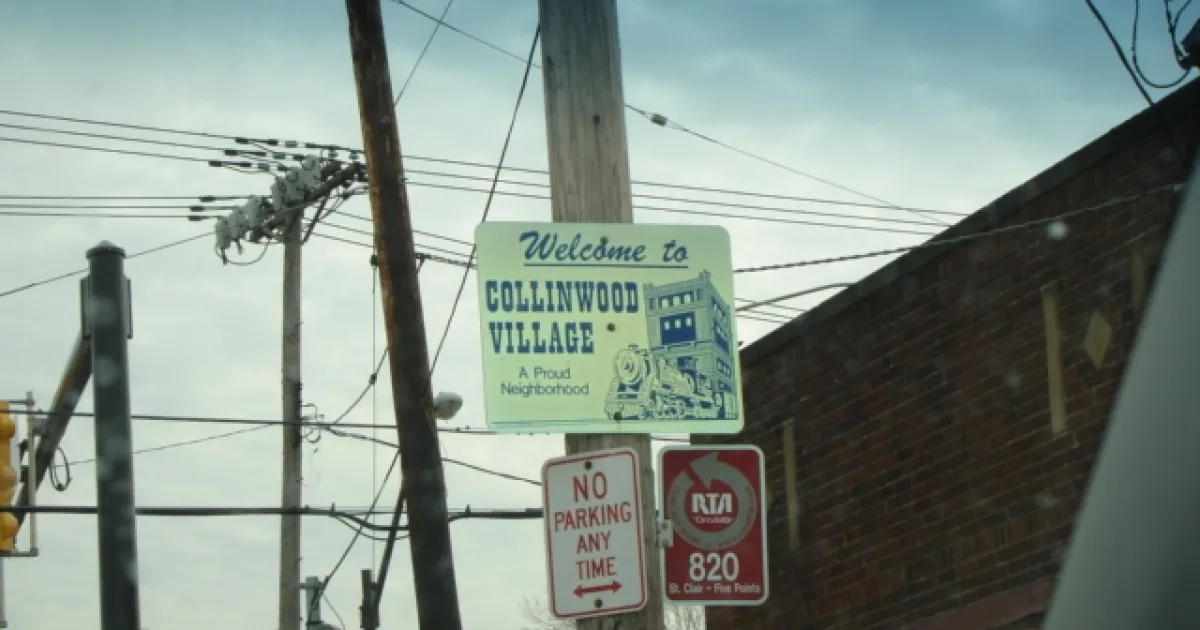 Welcome to
COLLINWOOD
VILLAGE
A Proud
Neighborhood
NO
PARKING
ANY
TIME
RTA
Circulator
820
St. Clair - Five Points